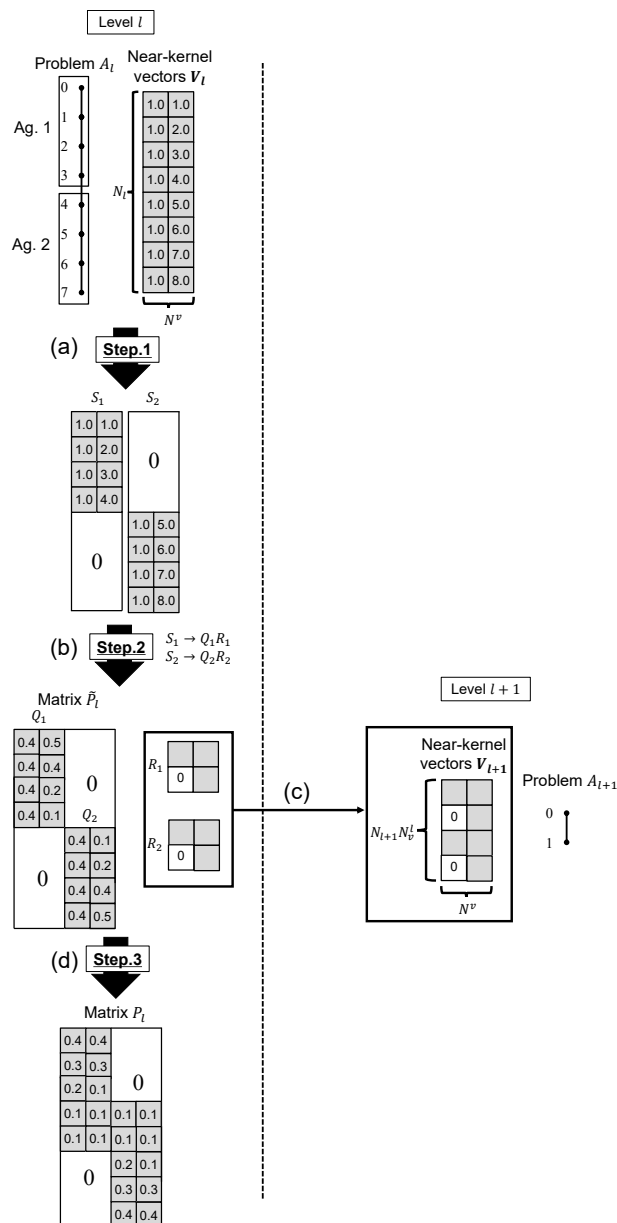 Level l
Problem A_l
Near-kernel
vectors V_l
Ag. 1
Ag. 2
0
1
2
3
4
5
6
7
N_l
1.0 1.0
1.0 2.0
1.0 3.0
1.0 4.0
1.0 5.0
1.0 6.0
1.0 7.0
1.0 8.0
N^v
(a) Step.1
S_1 S_2
1.0 1.0
1.0 2.0
1.0 3.0
1.0 4.0
0
0
1.0 5.0
1.0 6.0
1.0 7.0
1.0 8.0
(b) Step.2
S_1 → Q_1R_1
S_2 → Q_2R_2
Matrix P̃_l
Q_1
0.4 0.5
0.4 0.4
0.4 0.2
0.4 0.1
0
Q_2
0
0.4 0.1
0.4 0.2
0.4 0.4
0.4 0.5
R_1
0
R_2
0
(c)
Level l + 1
Near-kernel
vectors V_{l+1}
N_{l+1}N_v^l
0
0
N^v
Problem A_{l+1}
0
1
(d) Step.3
Matrix P_l
0.4 0.4
0.3 0.3
0.2 0.1
0
0.1 0.1 0.1 0.1
0.1 0.1 0.1 0.1
0
0.2 0.1
0.3 0.3
0.4 0.4